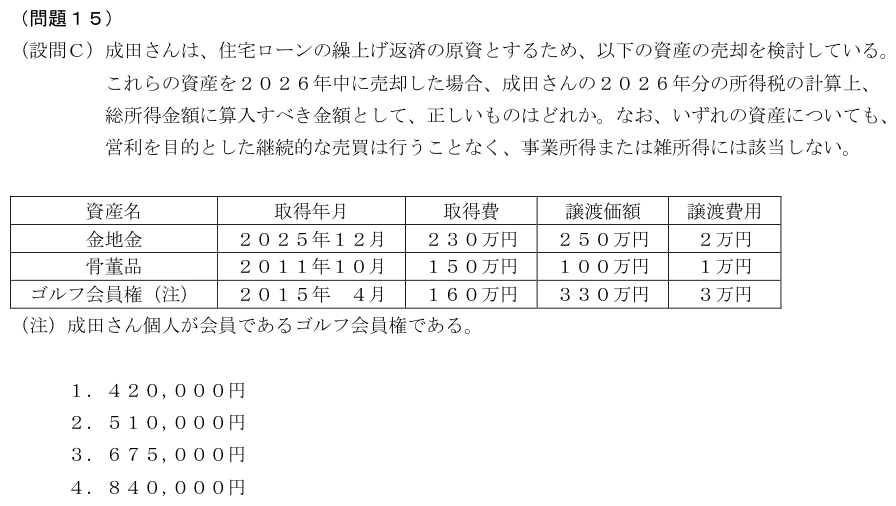 （問題１５）
（設問Ｃ）成田さんは、住宅ローンの繰上げ返済の原資とするため、以下の資産の売却を検討している。
これらの資産を２０２６年中に売却した場合、成田さんの２０２６年分の所得税の計算上、
総所得金額に算入すべき金額として、正しいものはどれか。なお、いずれの資産についても、
営利を目的とした継続的な売買は行うことなく、事業所得または雑所得には該当しない。
資産名 取得年月 取得費 譲渡価額 譲渡費用
金地金 ２０２５年１２月 ２３０万円 ２５０万円 ２万円
骨董品 ２０１１年１０月 １５０万円 １００万円 １万円
ゴルフ会員権（注） ２０１５年　４月 １６０万円 ３３０万円 ３万円
（注）成田さん個人が会員であるゴルフ会員権である。
１．４２０,０００円
２．５１０,０００円
３．６７５,０００円
４．８４０,０００円